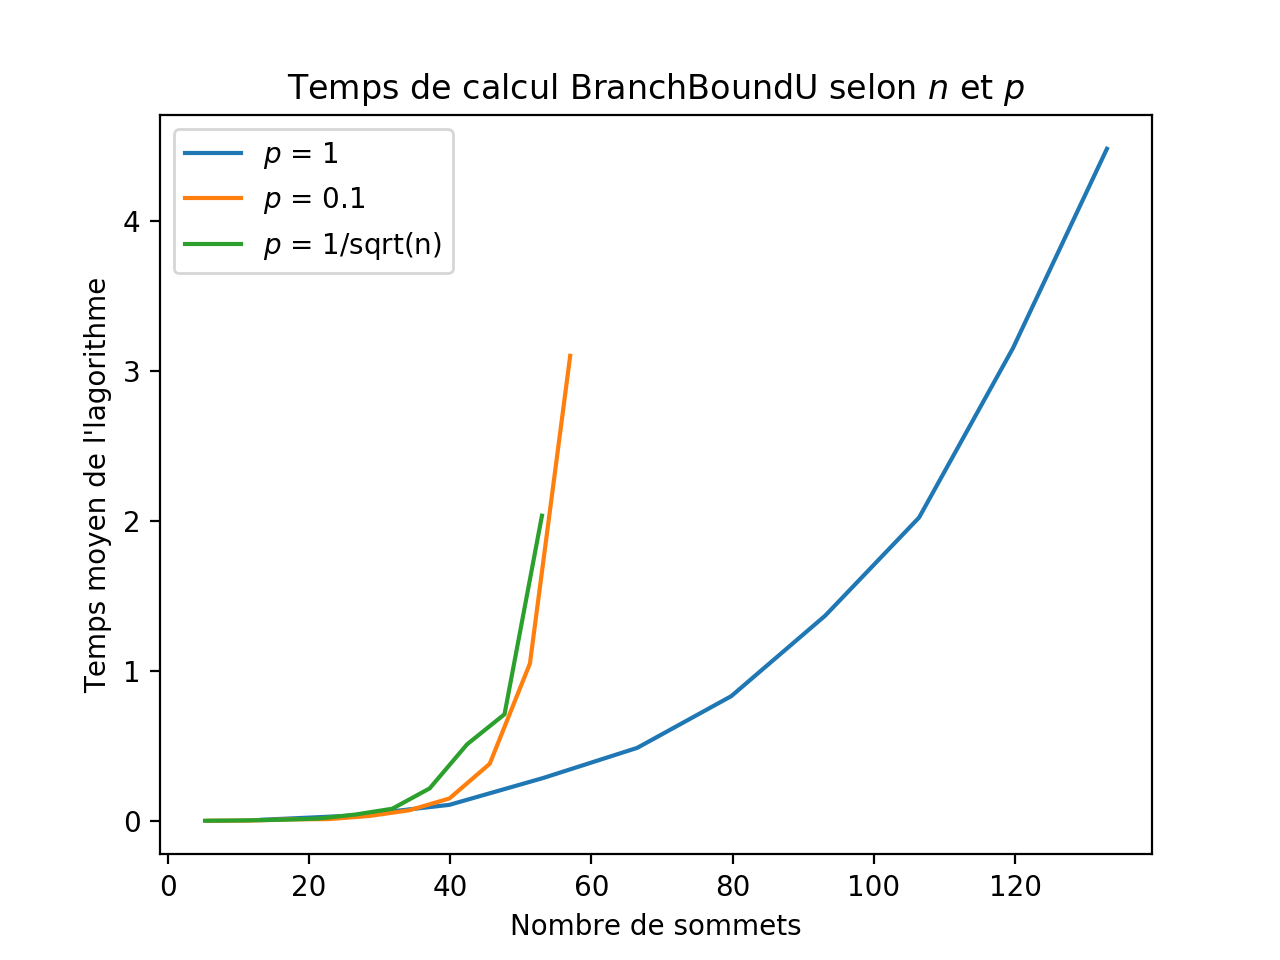 Temps de calcul BranchBoundU selon n et p
p = 1
p = 0.1
p = 1/sqrt(n)
Temps moyen de l'lagorithme
4
3
2
1
0
0 20 40 60 80 100 120
Nombre de sommets